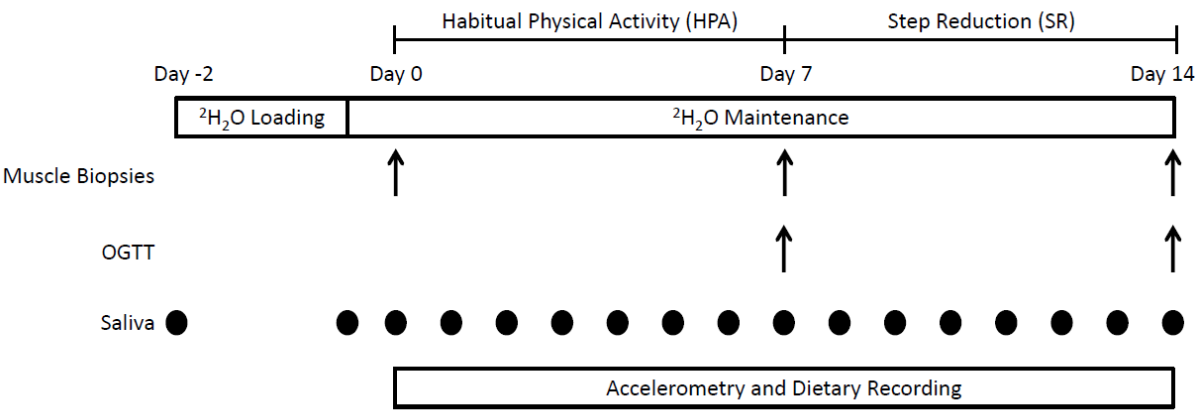 Habitual Physical Activity (HPA) Step Reduction (SR)
Day -2 Day 0 Day 7 Day 14
²H₂O Loading ²H₂O Maintenance
Muscle Biopsies
OGTT
Saliva
Accelerometry and Dietary Recording